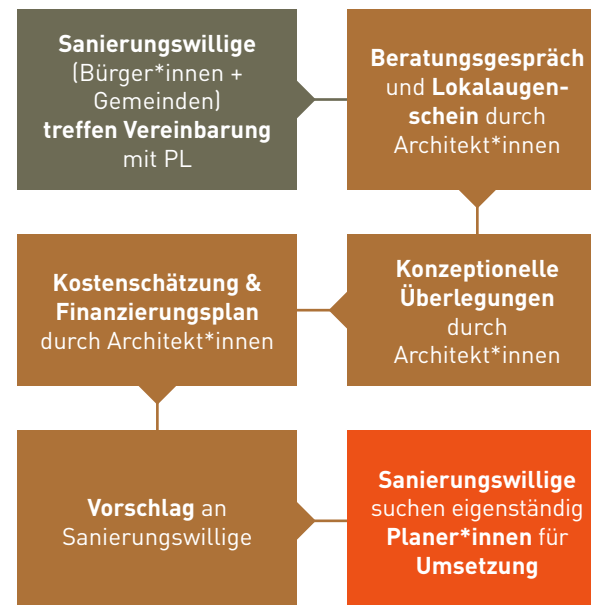 Sanierungswillige
(Bürger*innen +
Gemeinden)
treffen Vereinbarung
mit PL
Beratungsgespräch
und Lokalaugen-
schein durch
Architekt*innen
Konzeptionelle
Überlegungen
durch
Architekt*innen
Kostenschätzung &
Finanzierungsplan
durch Architekt*innen
Vorschlag an
Sanierungswillige
Sanierungswillige
suchen eigenständig
Planer*innen für
Umsetzung